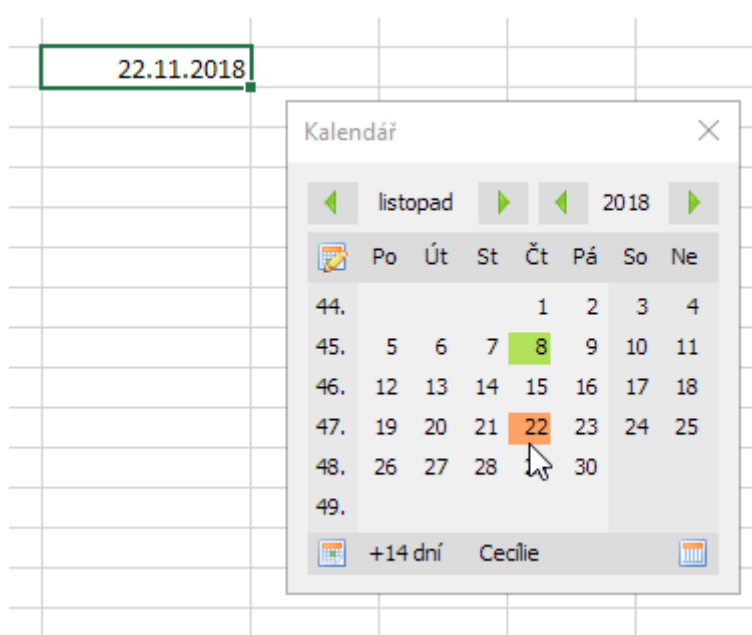 22.11.2018
Kalendář
listopad 2018
Po Út St Čt Pá So Ne
44. 1 2 3 4
45. 5 6 7 8 9 10 11
46. 12 13 14 15 16 17 18
47. 19 20 21 22 23 24 25
48. 26 27 28 30
49.
+14 dní Cecílie